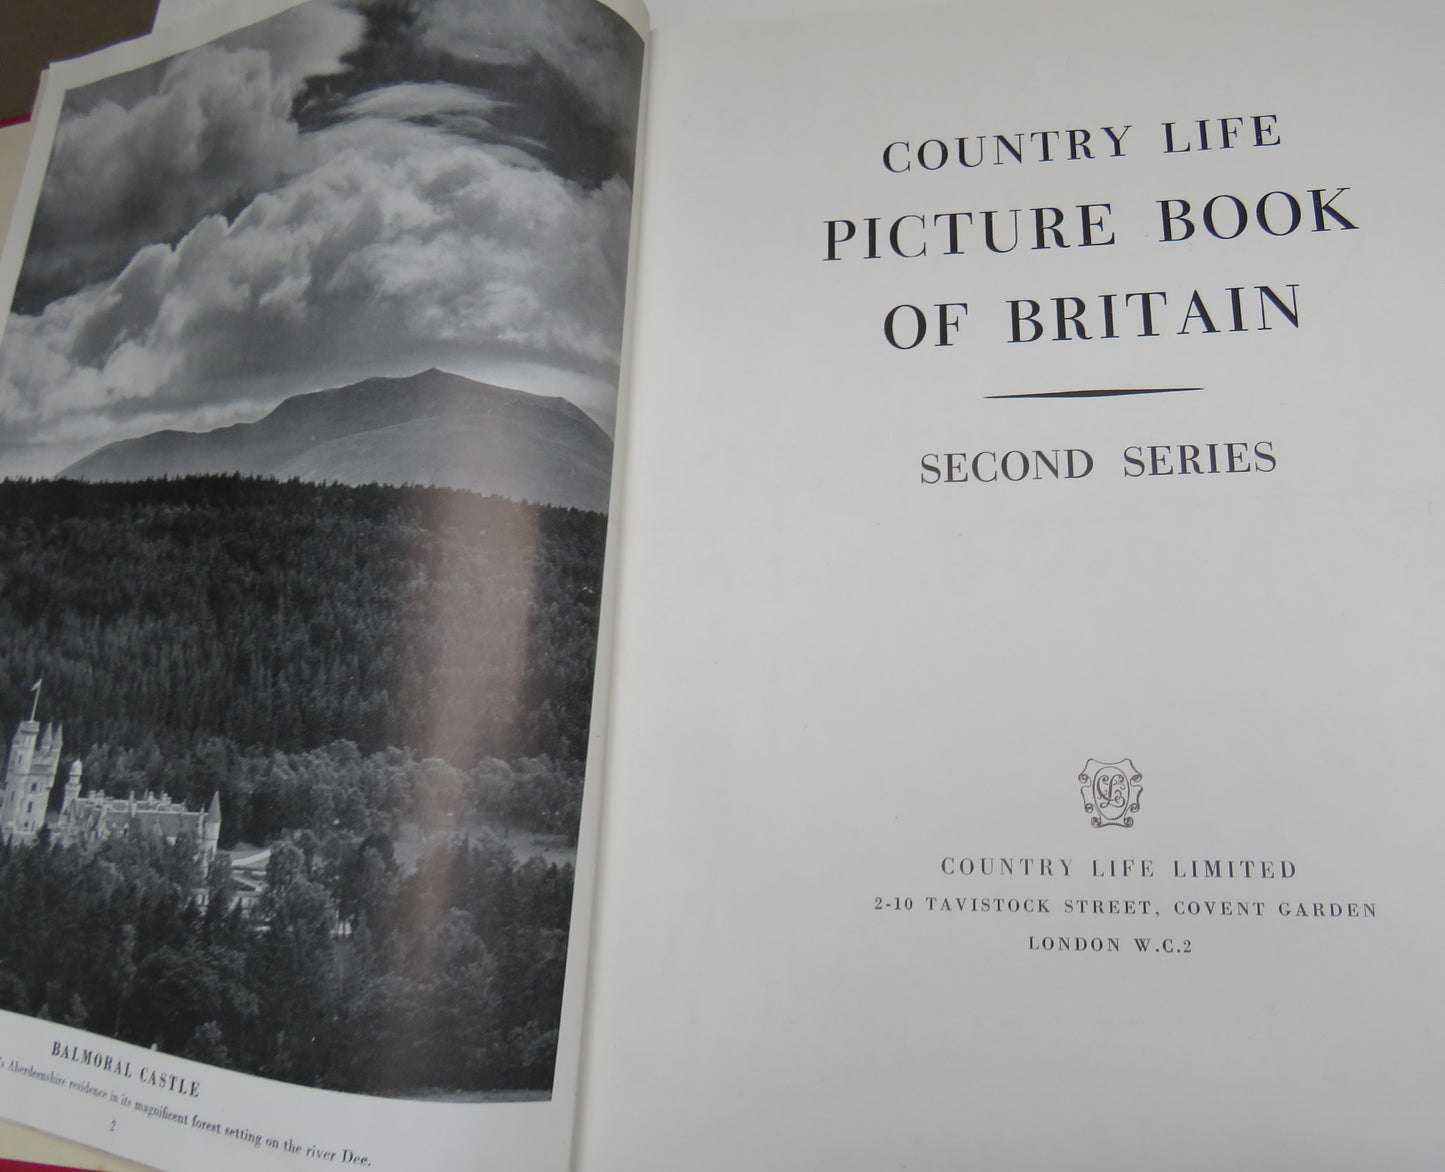 BALMORAL CASTLE
's Aberdeenshire residence in its magnificent forest setting on the river Dee.
2
COUNTRY LIFE
PICTURE BOOK
OF BRITAIN
SECOND SERIES
CL
COUNTRY LIFE LIMITED
2-10 TAVISTOCK STREET, COVENT GARDEN
LONDON W.C.2